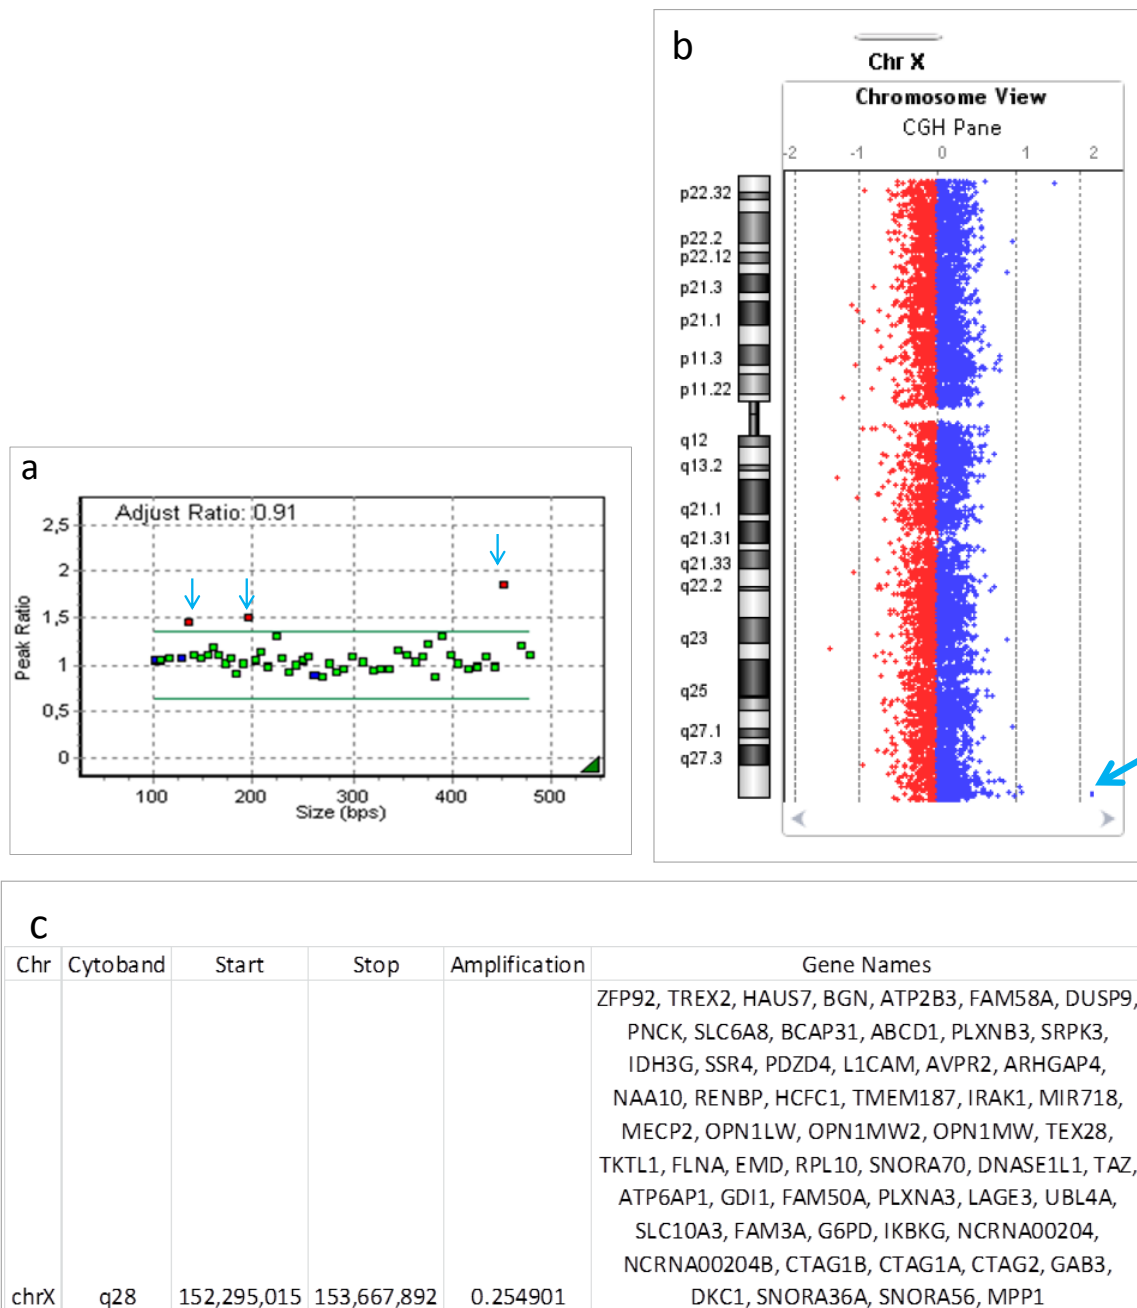 a
Adjust Ratio: 0.91
2,5
2
1,5
1
0,5
0
Peak Ratio
100 200 300 400 500
Size (bps)
b
Chr X
Chromosome View
CGH Pane
-2 -1 0 1 2
p22.32
p22.2
p22.12
p21.3
p21.1
p11.3
p11.22
q12
q13.2
q21.1
q21.31
q21.33
q22.2
q23
q25
q27.1
q27.3
c
Chr Cytoband Start Stop Amplification Gene Names
ZFP92, TREX2, HAUS7, BGN, ATP2B3, FAM58A, DUSP9,
PNCK, SLC6A8, BCAP31, ABCD1, PLXNB3, SRPK3,
IDH3G, SSR4, PDZD4, L1CAM, AVPR2, ARHGAP4,
NAA10, RENBP, HCFC1, TMEM187, IRAK1, MIR718,
MECP2, OPN1LW, OPN1MW2, OPN1MW, TEX28,
TKTL1, FLNA, EMD, RPL10, SNORA70, DNASE1L1, TAZ,
ATP6AP1, GDI1, FAM50A, PLXNA3, LAGE3, UBL4A,
SLC10A3, FAM3A, G6PD, IKBKG, NCRNA00204,
NCRNA00204B, CTAG1B, CTAG1A, CTAG2, GAB3,
chrX q28 152,295,015 153,667,892 0.254901 DKC1, SNORA36A, SNORA56, MPP1